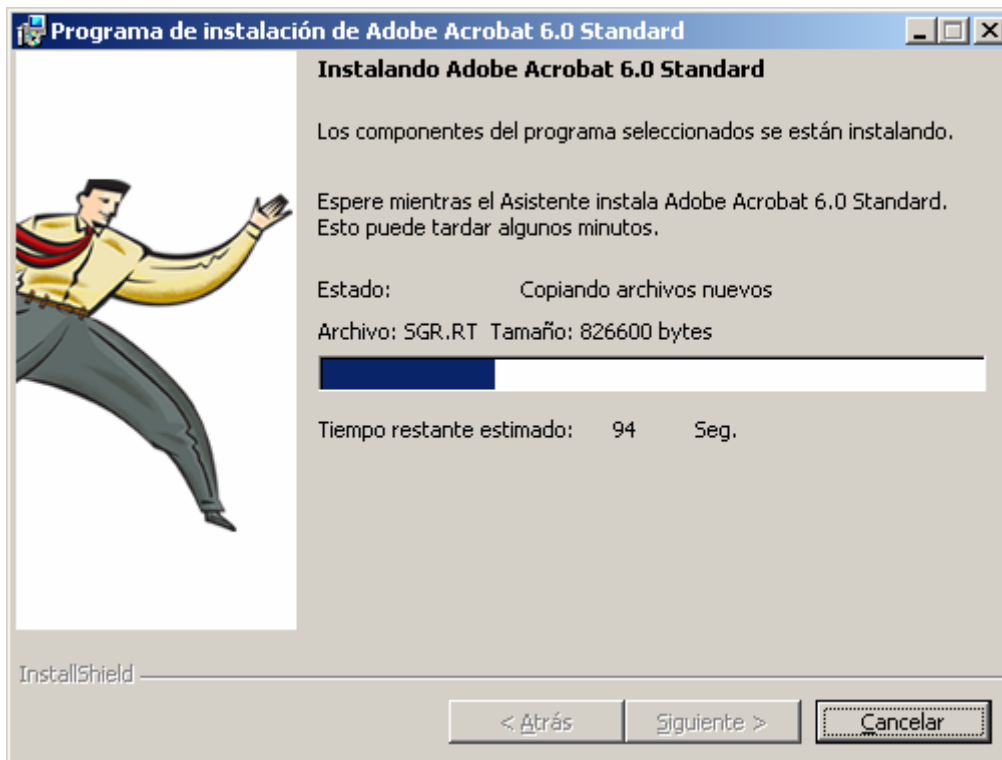 Programa de instalación de Adobe Acrobat 6.0 Standard
Instalando Adobe Acrobat 6.0 Standard
Los componentes del programa seleccionados se están instalando.
Espere mientras el Asistente instala Adobe Acrobat 6.0 Standard.
Esto puede tardar algunos minutos.
Estado: Copiando archivos nuevos
Archivo: SGR.RT Tamaño: 826600 bytes
Tiempo restante estimado: 94 Seg.
InstallShield
< Atrás Siguiente > Cancelar